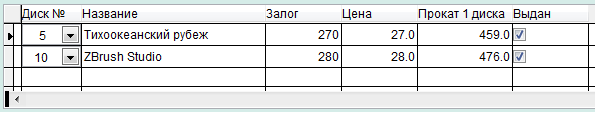 Диск № Название Залог Цена Прокат 1 диска Выдан
5 Тихоокеанский рубеж 270 27.0 459.0
10 ZBrush Studio 280 28.0 476.0